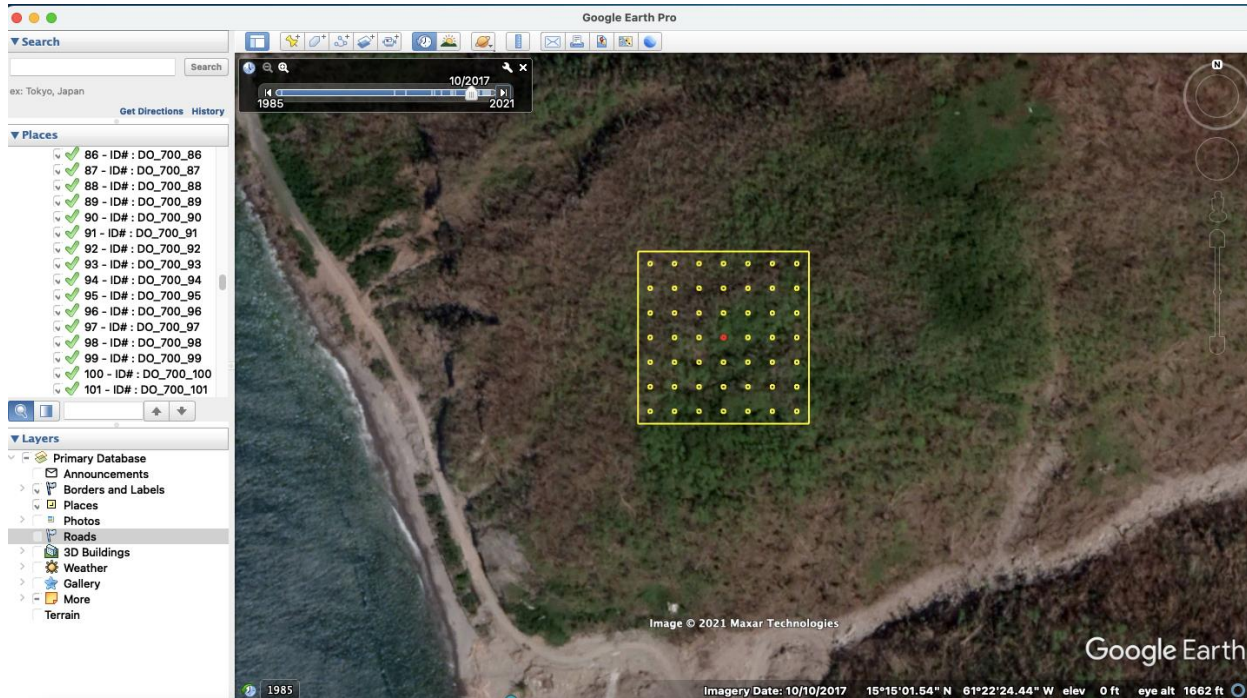 Google Earth Pro
Search
Search
ex: Tokyo, Japan
Get Directions History
Places
86 - ID# : DO_700_86
87 - ID# : DO_700_87
88 - ID# : DO_700_88
89 - ID# : DO_700_89
90 - ID# : DO_700_90
91 - ID# : DO_700_91
92 - ID# : DO_700_92
93 - ID# : DO_700_93
94 - ID# : DO_700_94
95 - ID# : DO_700_95
96 - ID# : DO_700_96
97 - ID# : DO_700_97
98 - ID# : DO_700_98
99 - ID# : DO_700_99
100 - ID# : DO_700_100
101 - ID# : DO_700_101
Layers
Primary Database
Announcements
Borders and Labels
Places
Photos
Roads
3D Buildings
Weather
Gallery
More
Terrain
10/2017
1985 2021
N
Image © 2021 Maxar Technologies
Google Earth
1985
Imagery Date: 10/10/2017 15°15'01.54" N 61°22'24.44" W elev 0 ft eye alt 1662 ft